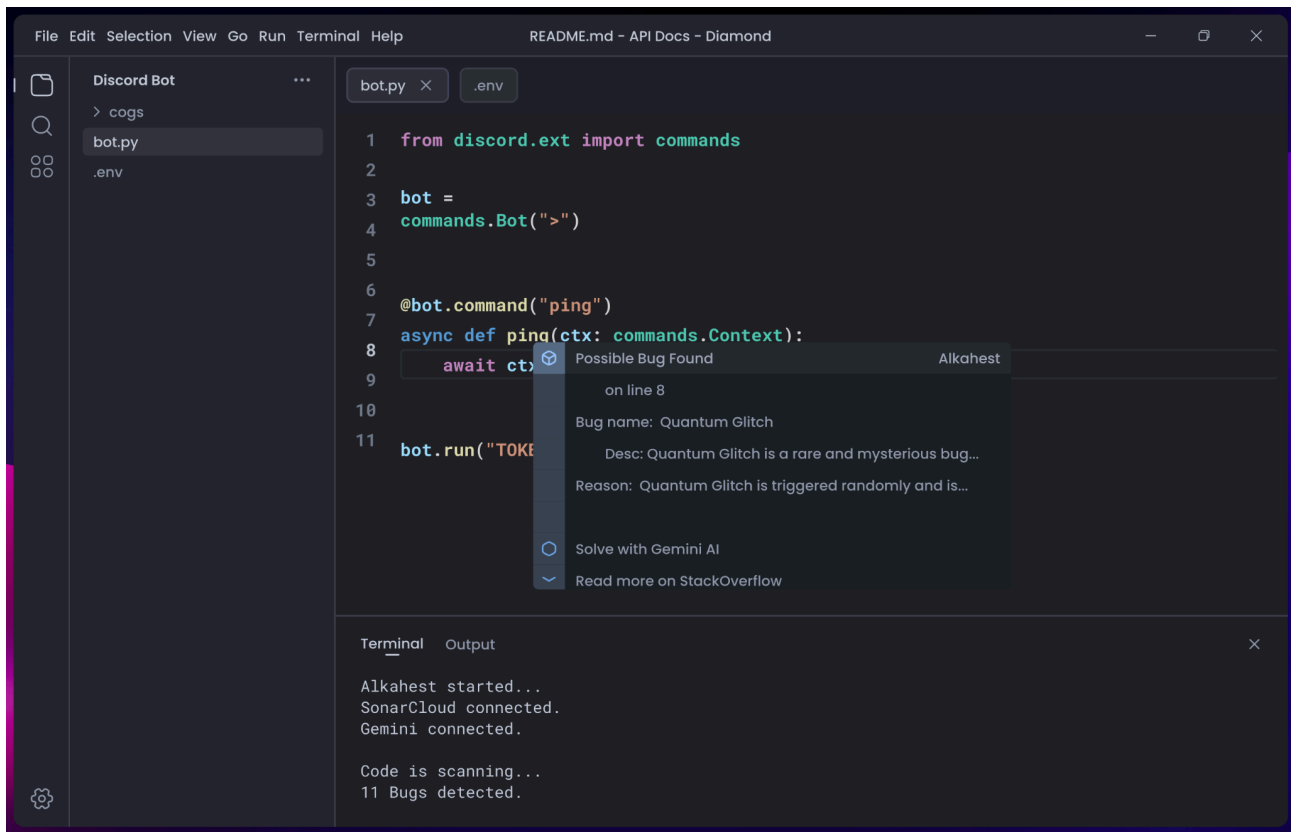 File Edit Selection View Go Run Terminal Help
README.md - API Docs - Diamond
Discord Bot
cogs
bot.py
.env
bot.py
.env
1 from discord.ext import commands
2
3 bot =
4 commands.Bot(">")
5
6 @bot.command("ping")
7 async def ping(ctx: commands.Context):
8 await ctx
9
10
11 bot.run("TOKE
Possible Bug Found Alkahest
on line 8
Bug name: Quantum Glitch
Desc: Quantum Glitch is a rare and mysterious bug...
Reason: Quantum Glitch is triggered randomly and is...
Solve with Gemini AI
Read more on StackOverflow
Terminal Output
Alkahest started...
SonarCloud connected.
Gemini connected.
Code is scanning...
11 Bugs detected.